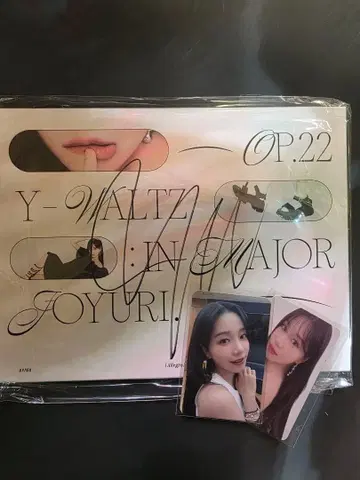 OP.22
Y-WALTZ
: IN MAJOR
JOYURI.